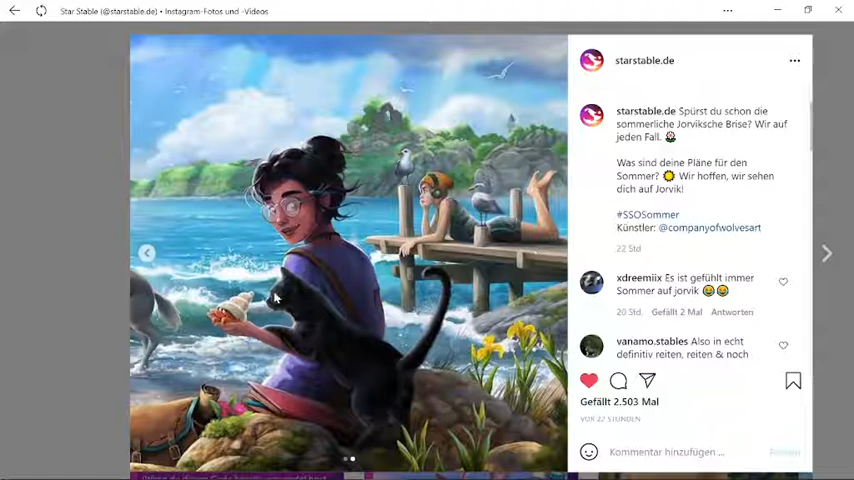 Star Stable (@starstable.de) • Instagram-Fotos und -Videos
starstable.de
starstable.de Spürst du schon die
sommerliche Jorviksche Brise? Wir auf
jeden Fall.
Was sind deine Pläne für den
Sommer? Wir hoffen, wir sehen
dich auf Jorvik!
#SSOSommer
Künstler: @companyofwolvesart
22 Std
xdreemiix Es ist gefühlt immer
Sommer auf jorvik 😂😂
20 Std. Gefällt 2 Mal Antworten
vanamo.stables Also in echt
definitiv reiten, reiten & noch
Gefällt 2.503 Mal
VOR 22 STUNDEN
Kommentar hinzufügen ...
Posten